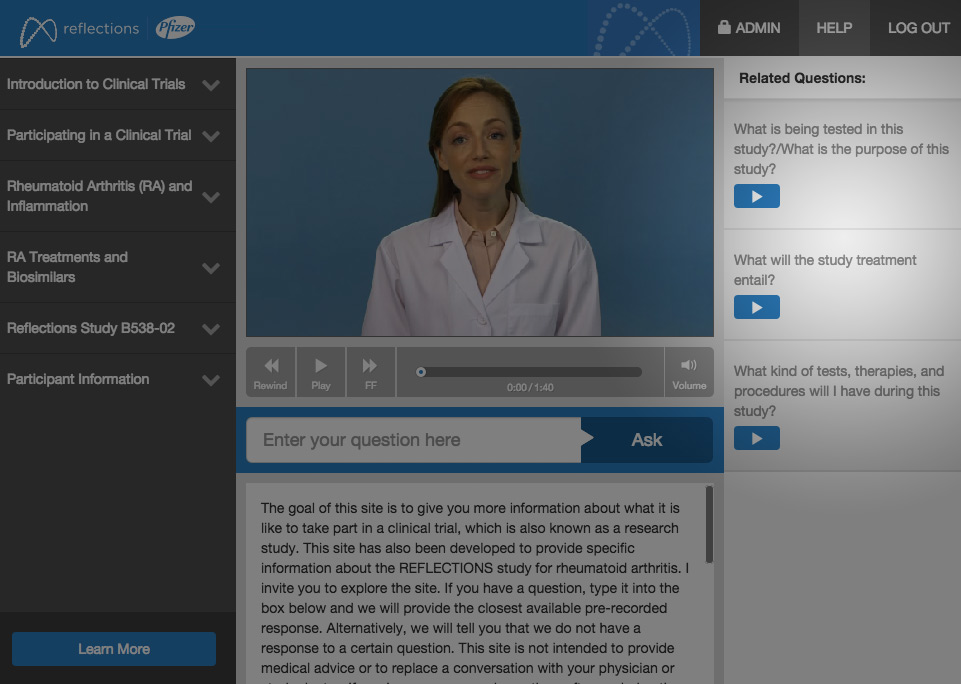 reflections
Pfizer
ADMIN
HELP
LOG OUT
Introduction to Clinical Trials
Participating in a Clinical Trial
Rheumatoid Arthritis (RA) and
Inflammation
RA Treatments and
Biosimilars
Reflections Study B538-02
Participant Information
Learn More
Rewind
Play
FF
0:00 / 1:40
Volume
Enter your question here
Ask
The goal of this site is to give you more information about what it is
like to take part in a clinical trial, which is also known as a research
study. This site has also been developed to provide specific
information about the REFLECTIONS study for rheumatoid arthritis. I
invite you to explore the site. If you have a question, type it into the
box below and we will provide the closest available pre-recorded
response. Alternatively, we will tell you that we do not have a
response to a certain question. This site is not intended to provide
medical advice or to replace a conversation with your physician or
Related Questions:
What is being tested in this
study?/What is the purpose of this
study?
What will the study treatment
entail?
What kind of tests, therapies, and
procedures will I have during this
study?